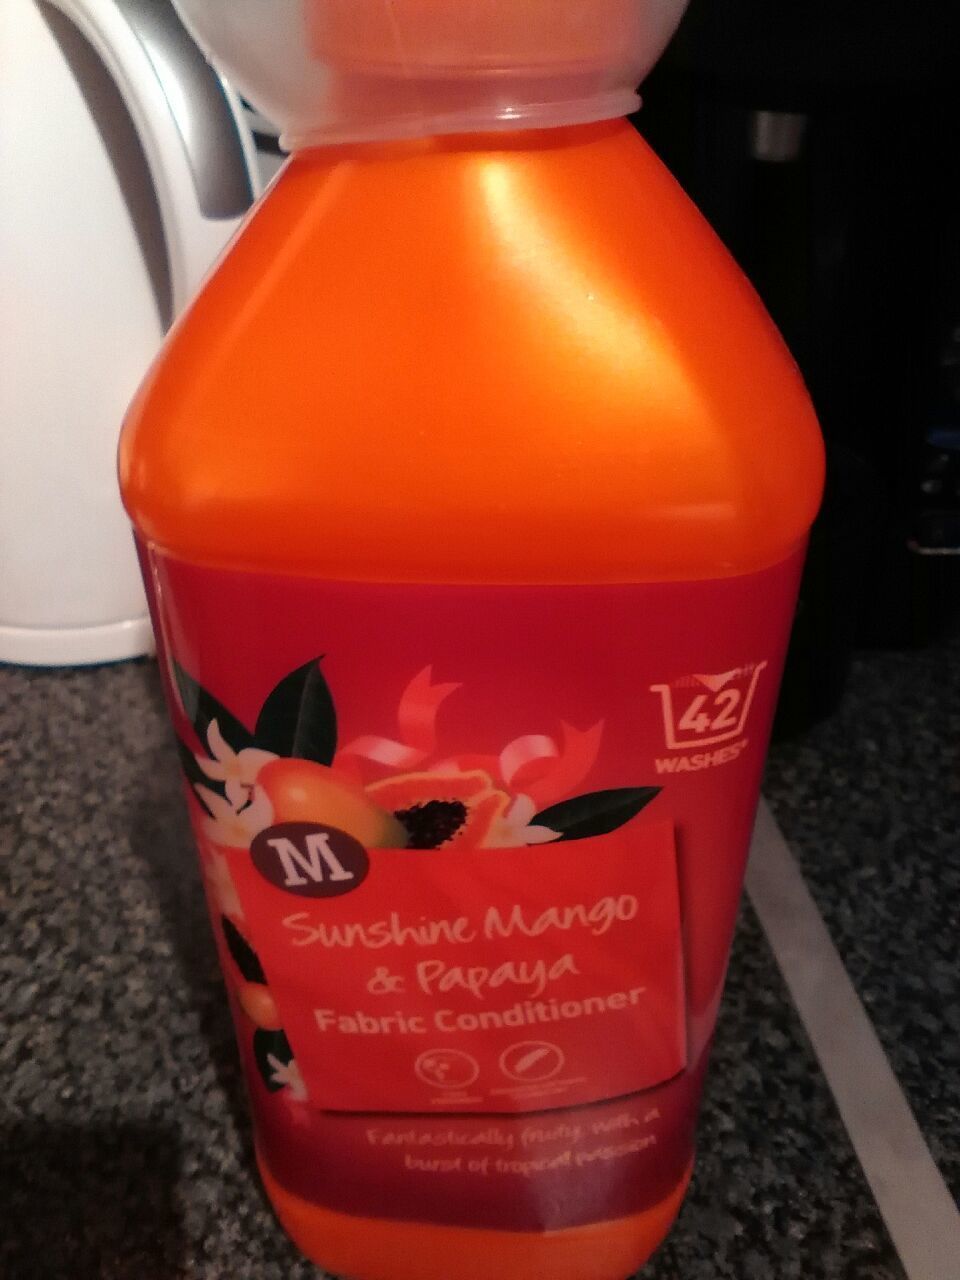 42
WASHES*
M
Sunshine Mango
& Papaya
Fabric Conditioner
Fantastically fruity with a
burst of tropical passion